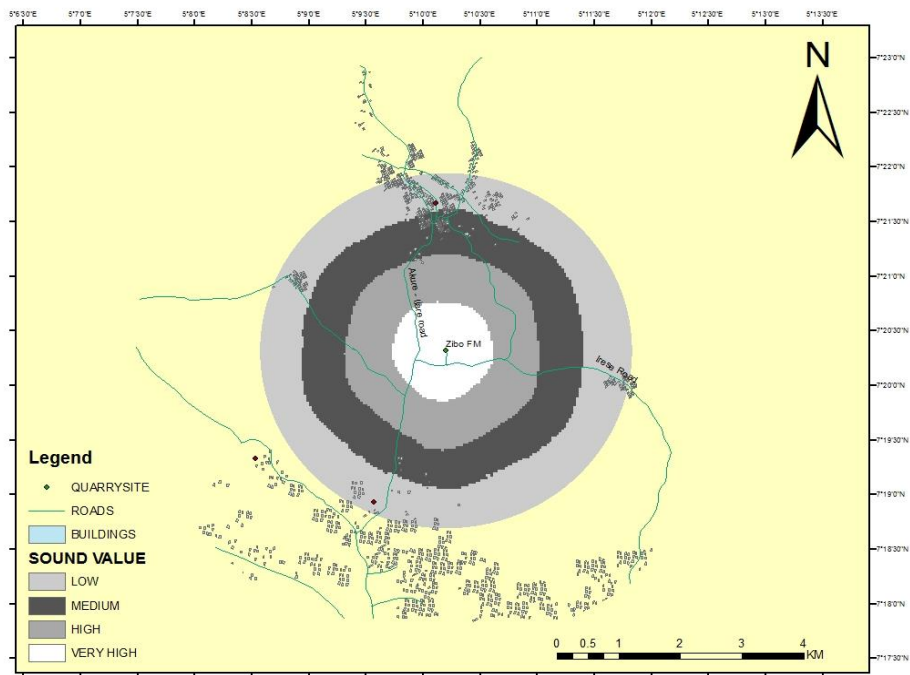 5°6'30"E 5°7'0"E 5°7'30"E 5°8'0"E 5°8'30"E 5°9'0"E 5°9'30"E 5°10'0"E 5°10'30"E 5°11'0"E 5°11'30"E 5°12'0"E 5°12'30"E 5°13'0"E 5°13'30"E
N
7°23'0"N
7°22'30"N
7°22'0"N
7°21'30"N
7°21'0"N
7°20'30"N
7°20'0"N
7°19'30"N
7°19'0"N
7°18'30"N
7°18'0"N
7°17'30"N
Akure - road
Zibo FM
Irese Road
Legend
QUARRYSITE
ROADS
BUILDINGS
SOUND VALUE
LOW
MEDIUM
HIGH
VERY HIGH
0 0.5 1 2 3 4
KM